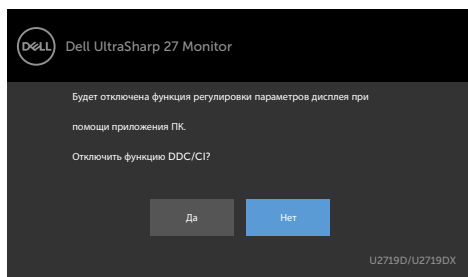 DELL
Dell UltraSharp 27 Monitor
Будет отключена функция регулировки параметров дисплея при
помощи приложения ПК.
Отключить функцию DDC/CI?
Да
Нет
U2719D/U2719DX